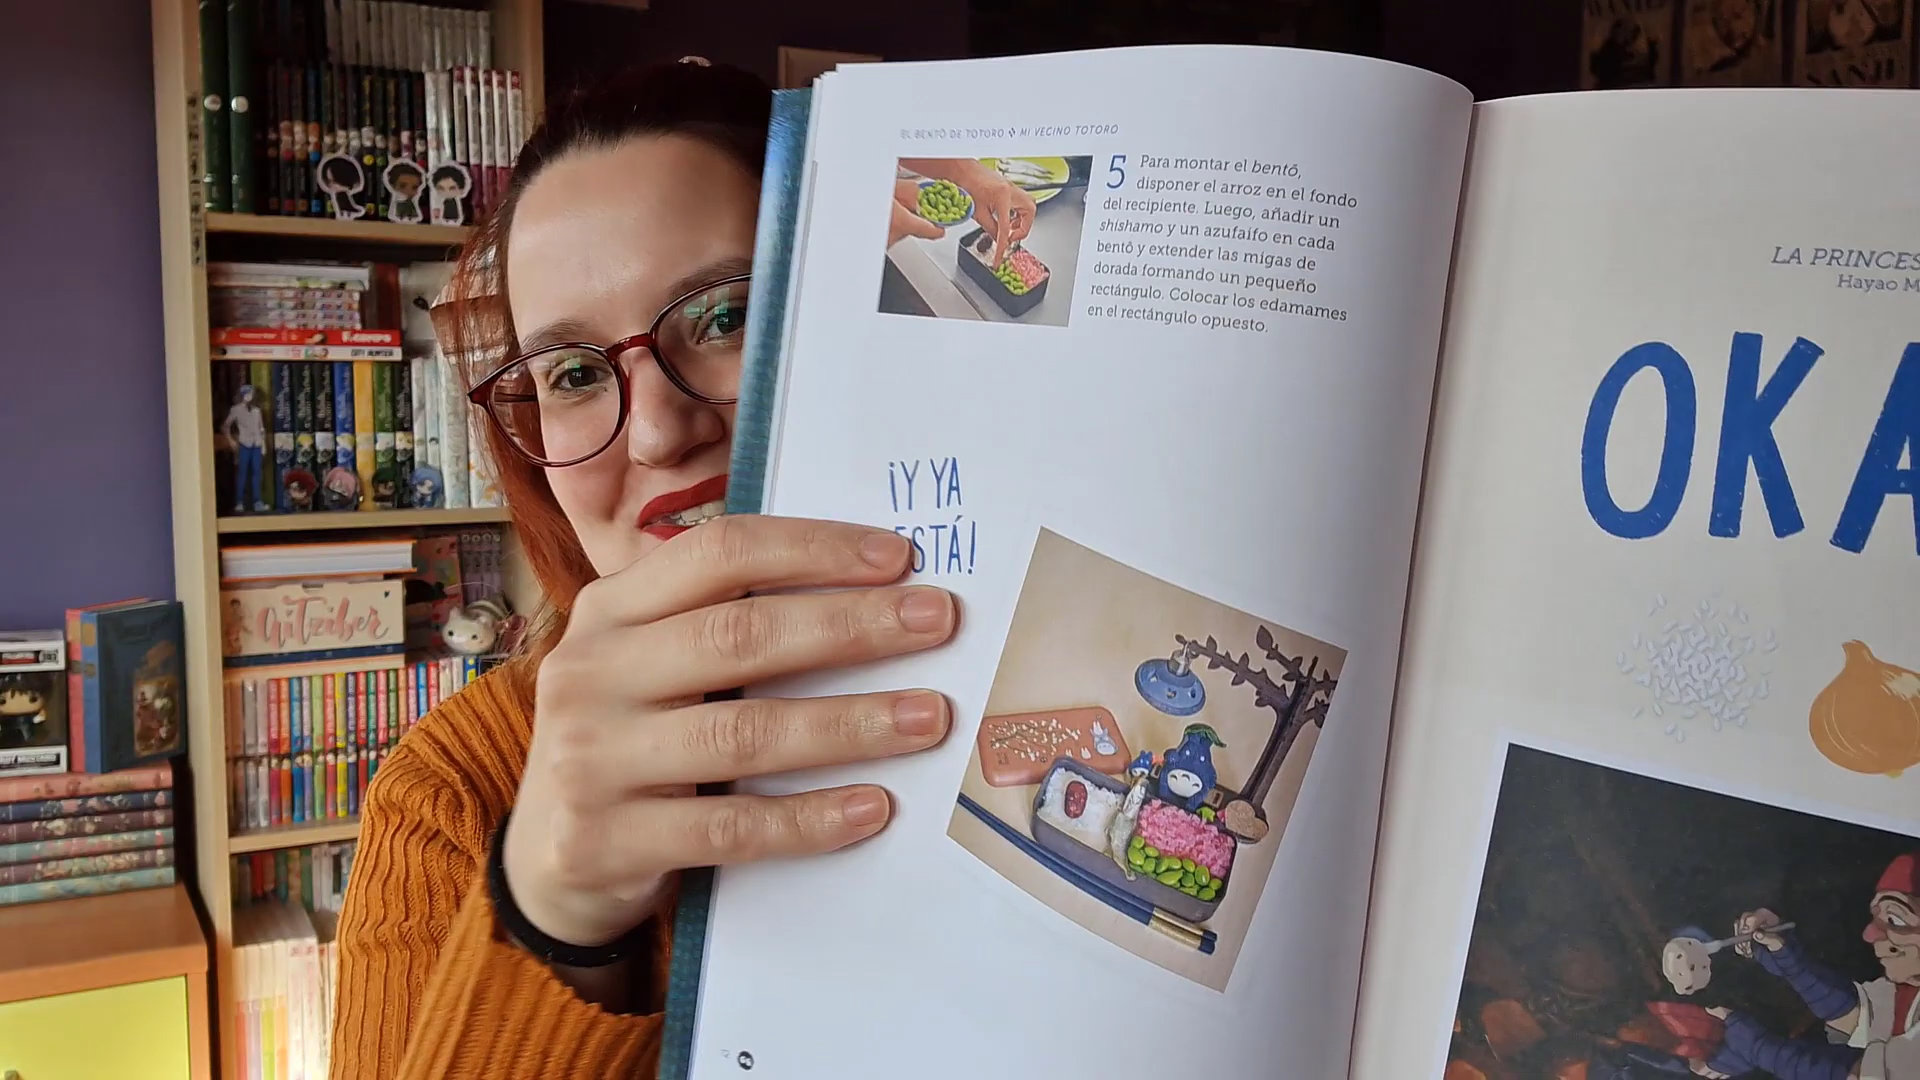 EL BENTŌ DE TOTORO ❖ MI VECINO TOTORO
5 Para montar el bentō,
disponer el arroz en el fondo
del recipiente. Luego, añadir un
shishamo y un azufaifo en cada
bentō y extender las migas de
dorada formando un pequeño
rectángulo. Colocar los edamames
en el rectángulo opuesto.
¡Y YA
ESTÁ!
LA PRINCES
Hayao M
OKA
Aitziber